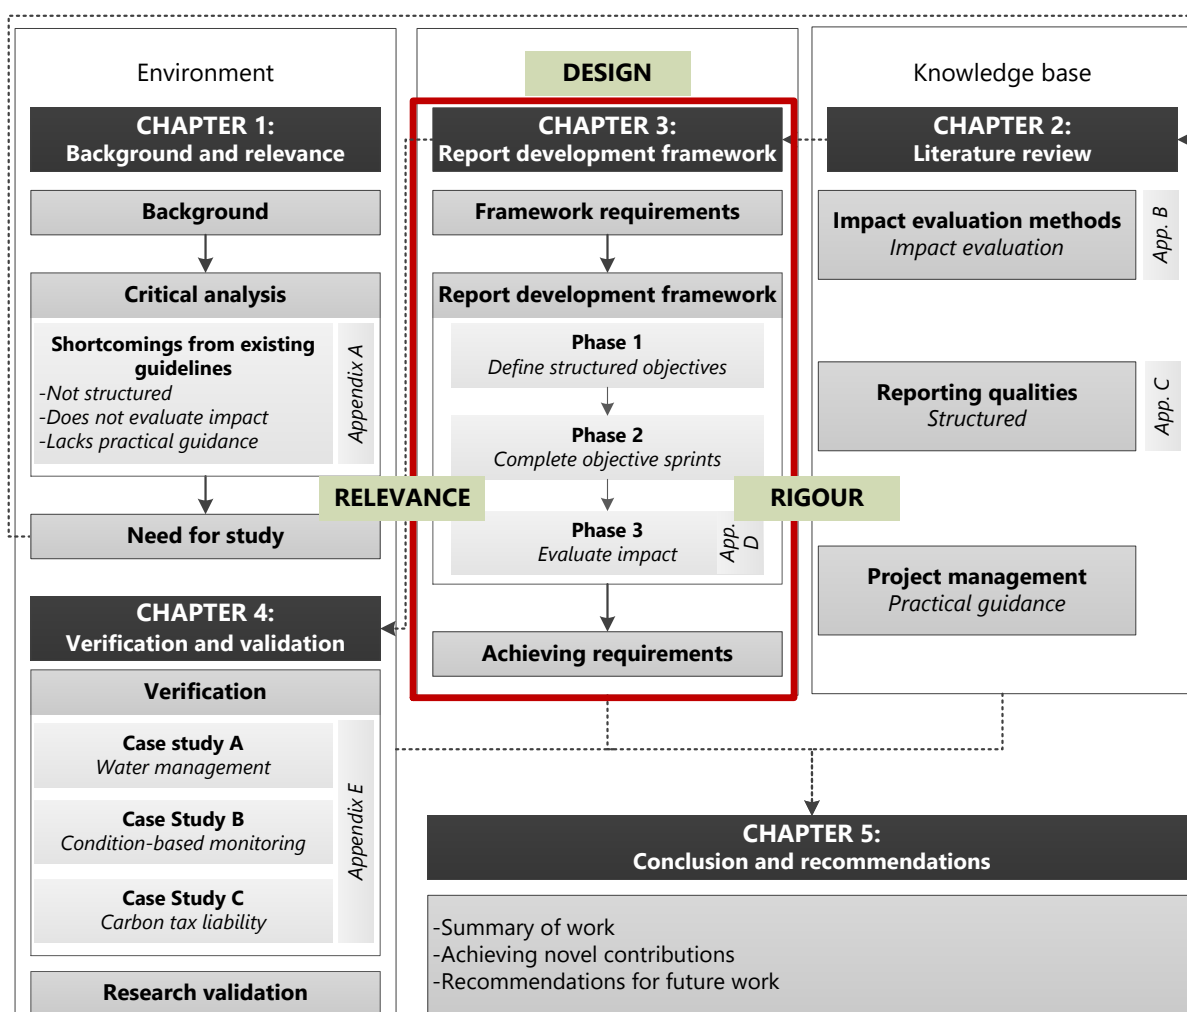 Environment
CHAPTER 1:
Background and relevance
Background
Critical analysis
Shortcomings from existing
guidelines
-Not structured
-Does not evaluate impact
-Lacks practical guidance
Appendix A
Need for study
RELEVANCE
CHAPTER 4:
Verification and validation
Verification
Case study A
Water management
Case Study B
Condition-based monitoring
Case Study C
Carbon tax liability
Appendix E
Research validation
DESIGN
CHAPTER 3:
Report development framework
Framework requirements
Report development framework
Phase 1
Define structured objectives
Phase 2
Complete objective sprints
Phase 3
Evaluate impact
App.
D
Achieving requirements
RIGOUR
Knowledge base
CHAPTER 2:
Literature review
Impact evaluation methods
Impact evaluation
App. B
Reporting qualities
Structured
App. C
Project management
Practical guidance
CHAPTER 5:
Conclusion and recommendations
-Summary of work
-Achieving novel contributions
-Recommendations for future work